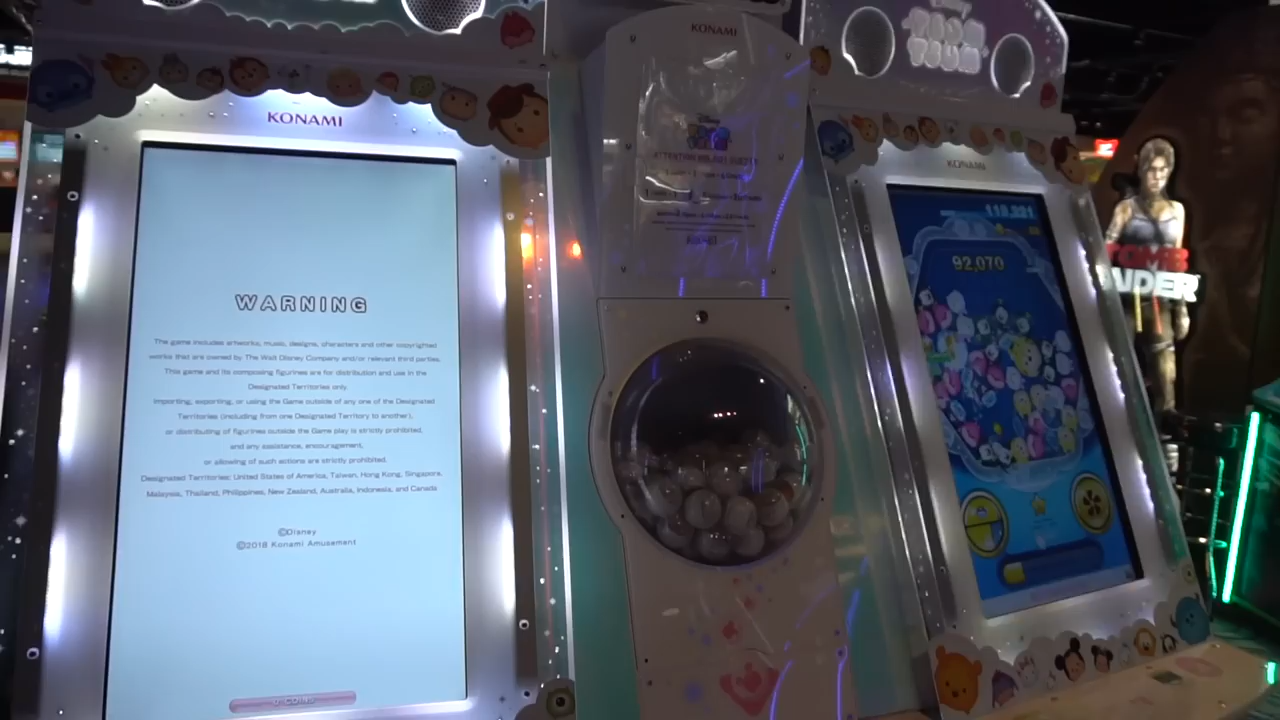 KONAMI
WARNING
The game includes artworks, music, designs, characters and other copyrighted
works that are owned by The Walt Disney Company and/or relevant third parties.
This game and its composing figurines are for distribution and use in the
Designated Territories only.
Importing, exporting, or using the Game outside of any one of the Designated
Territories (including from one Designated Territory to another),
or distributing of figurines outside the Game play is strictly prohibited,
and any assistance, encouragement,
or allowing of such actions are strictly prohibited.
Designated Territories: United States of America, Taiwan, Hong Kong, Singapore,
Malaysia, Thailand, Philippines, New Zealand, Australia, Indonesia, and Canada
©Disney
©2018 Konami Amusement
KONAMI
Disney
TSUM
TSUM
KONAMI
92,070
TOMB